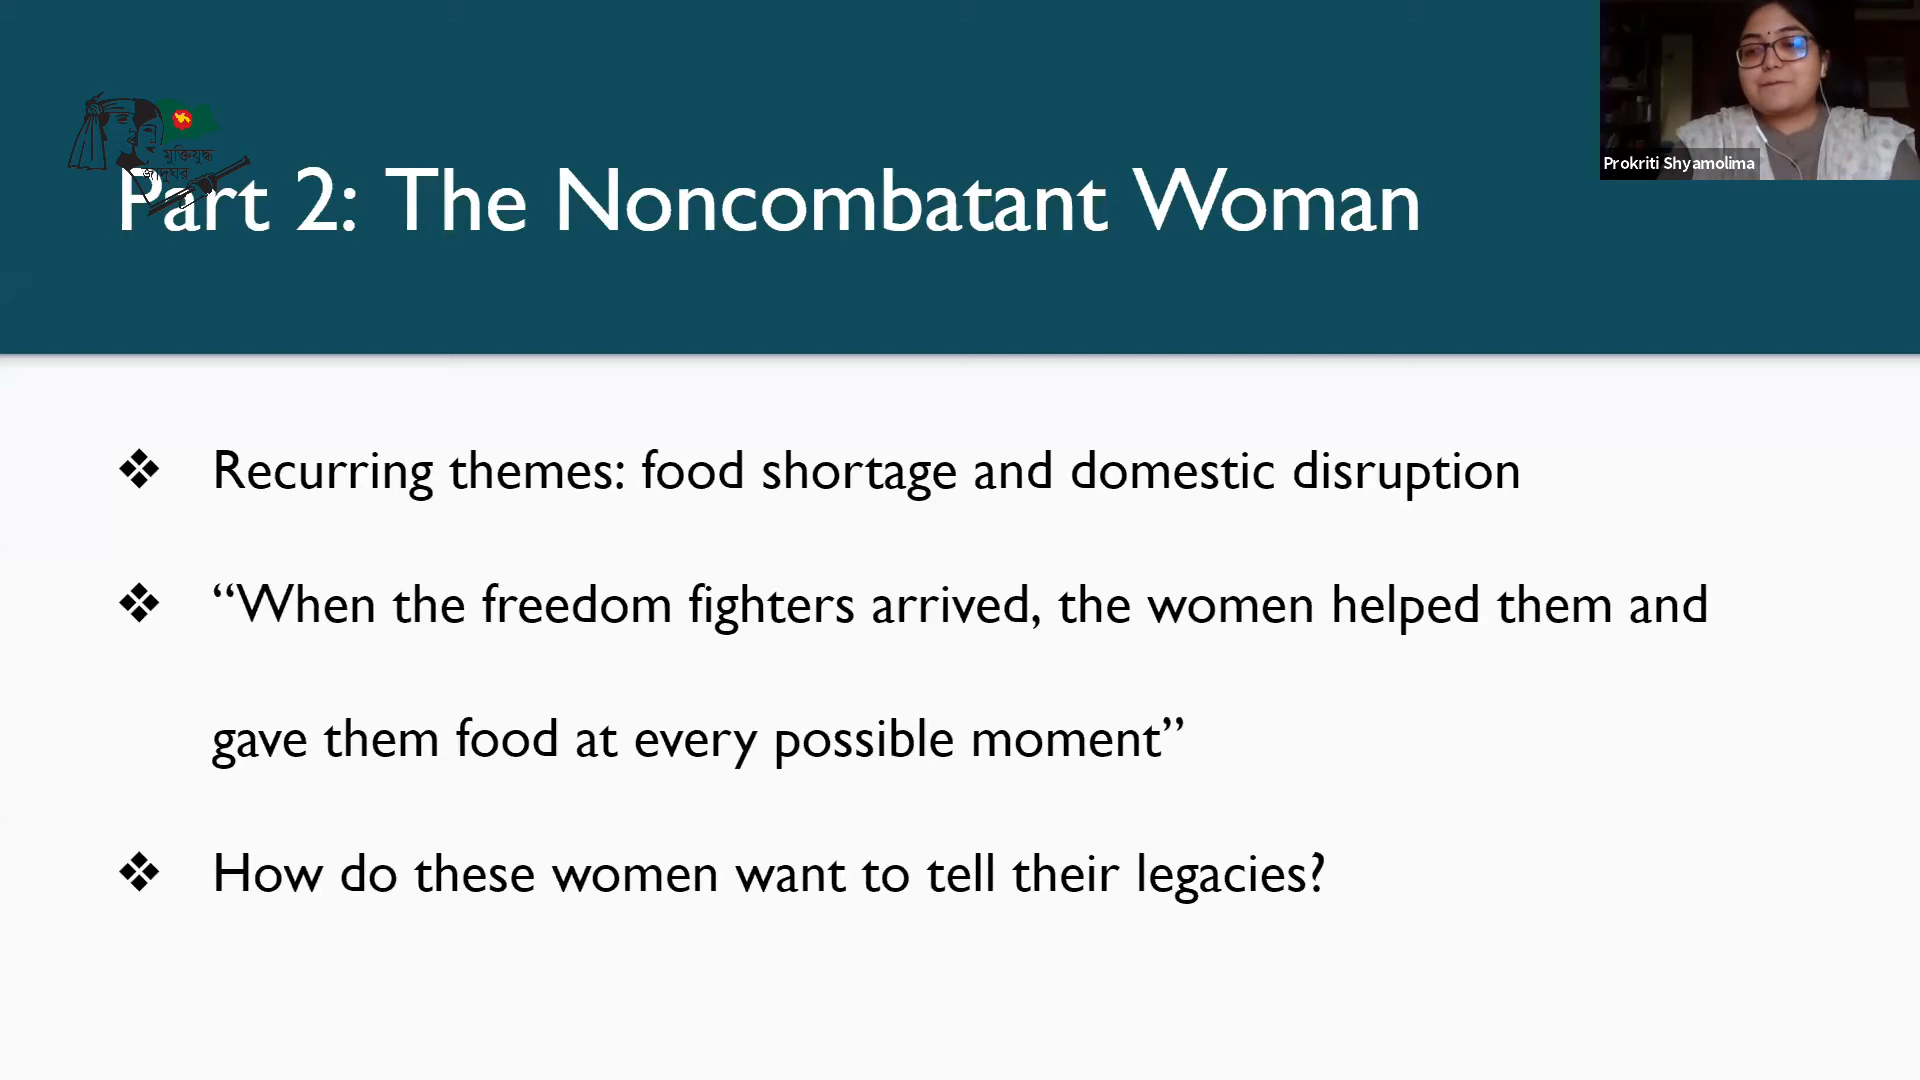 মুক্তিযুদ্ধ
জাদুঘর
Part 2: The Noncombatant Woman
Prokriti Shyamolima
❖ Recurring themes: food shortage and domestic disruption
❖ “When the freedom fighters arrived, the women helped them and
gave them food at every possible moment”
❖ How do these women want to tell their legacies?